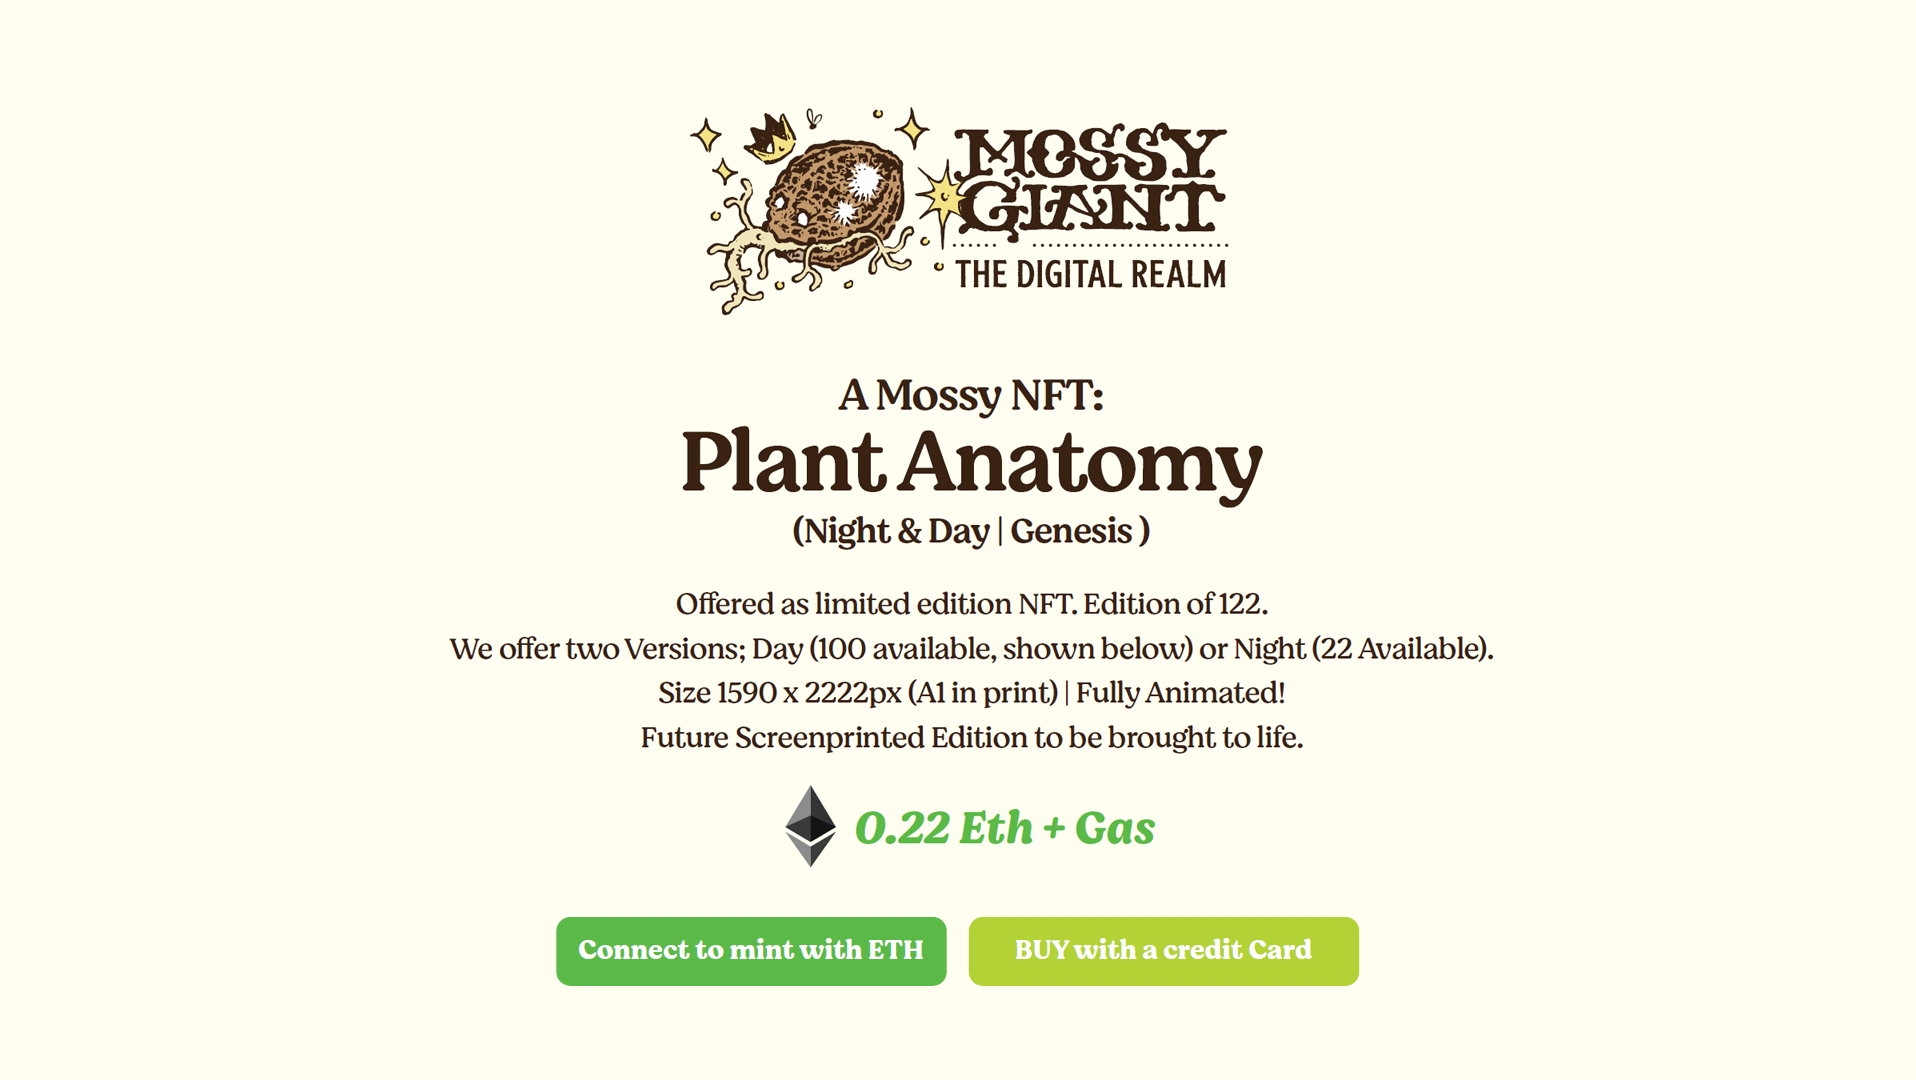 MOSSY
GIANT
THE DIGITAL REALM
A Mossy NFT:
Plant Anatomy
(Night & Day | Genesis )
Offered as limited edition NFT. Edition of 122.
We offer two Versions; Day (100 available, shown below) or Night (22 Available).
Size 1590 x 2222px (A1 in print) | Fully Animated!
Future Screenprinted Edition to be brought to life.
0.22 Eth + Gas
Connect to mint with ETH
BUY with a credit Card